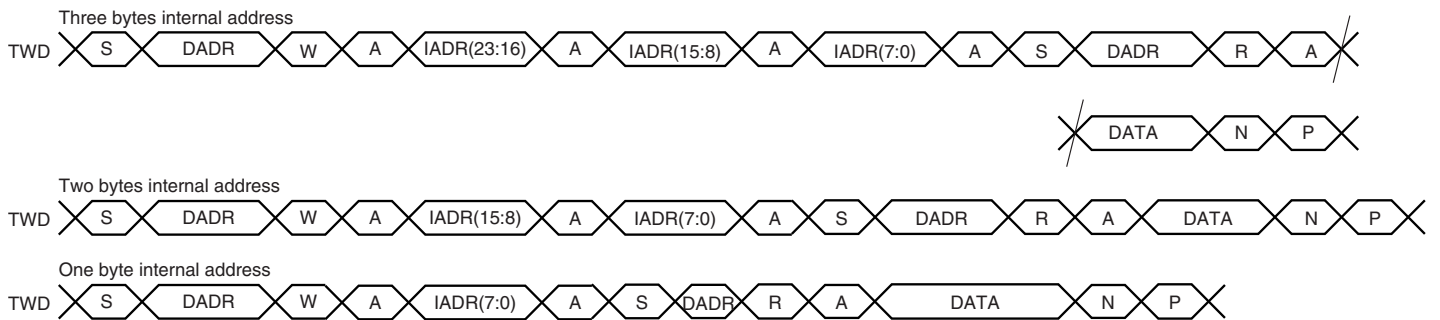 Three bytes internal address
TWD S DADR W A IADR(23:16) A IADR(15:8) A IADR(7:0) A S DADR R A
DATA N P
Two bytes internal address
TWD S DADR W A IADR(15:8) A IADR(7:0) A S DADR R A DATA N P
One byte internal address
TWD S DADR W A IADR(7:0) A S DADR R A DATA N P